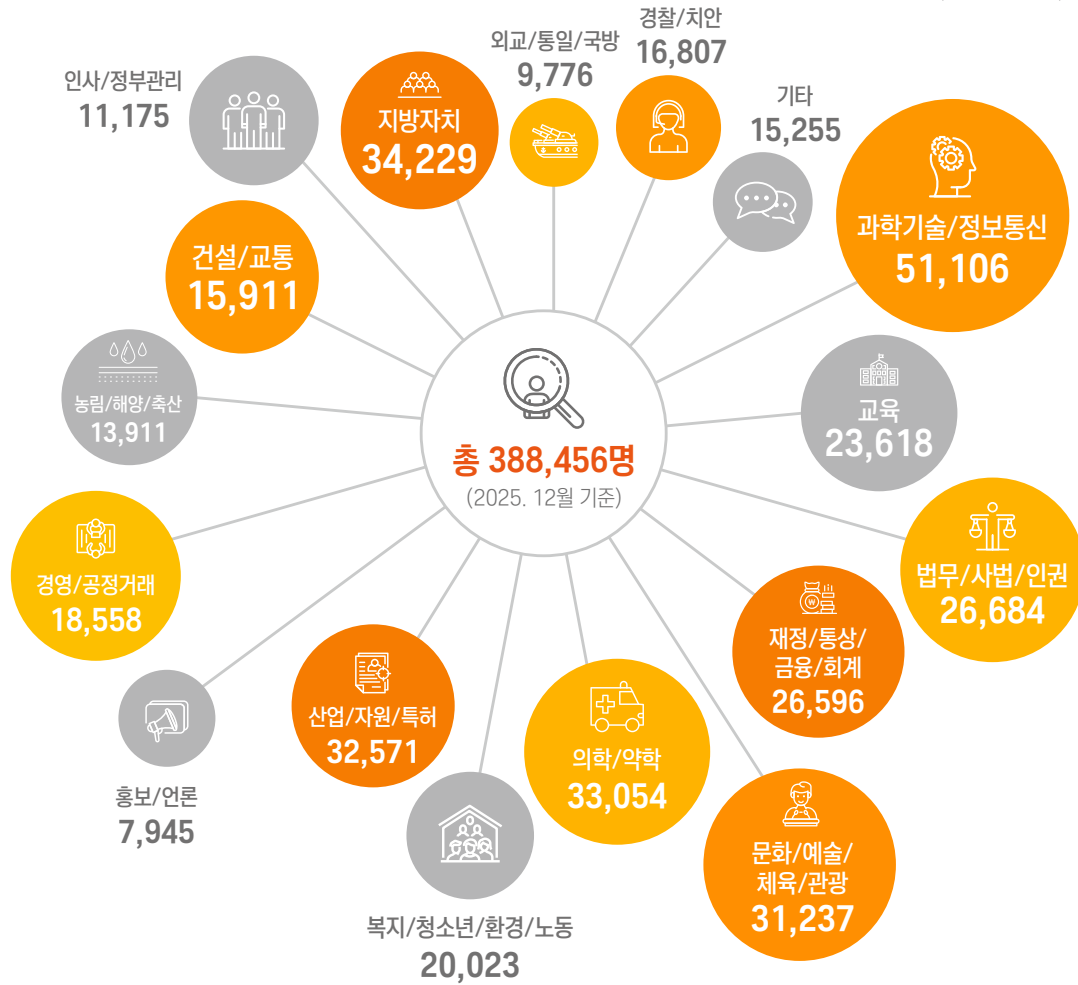 외교/통일/국방
9,776
경찰/치안
16,807
인사/정부관리
11,175
지방자치
34,229
기타
15,255
과학기술/정보통신
51,106
건설/교통
15,911
농림/해양/축산
13,911
교육
23,618
총 388,456명
(2025. 12월 기준)
경영/공정거래
18,558
법무/사법/인권
26,684
재정/통상/
금융/회계
26,596
산업/자원/특허
32,571
의학/약학
33,054
홍보/언론
7,945
문화/예술/
체육/관광
31,237
복지/청소년/환경/노동
20,023